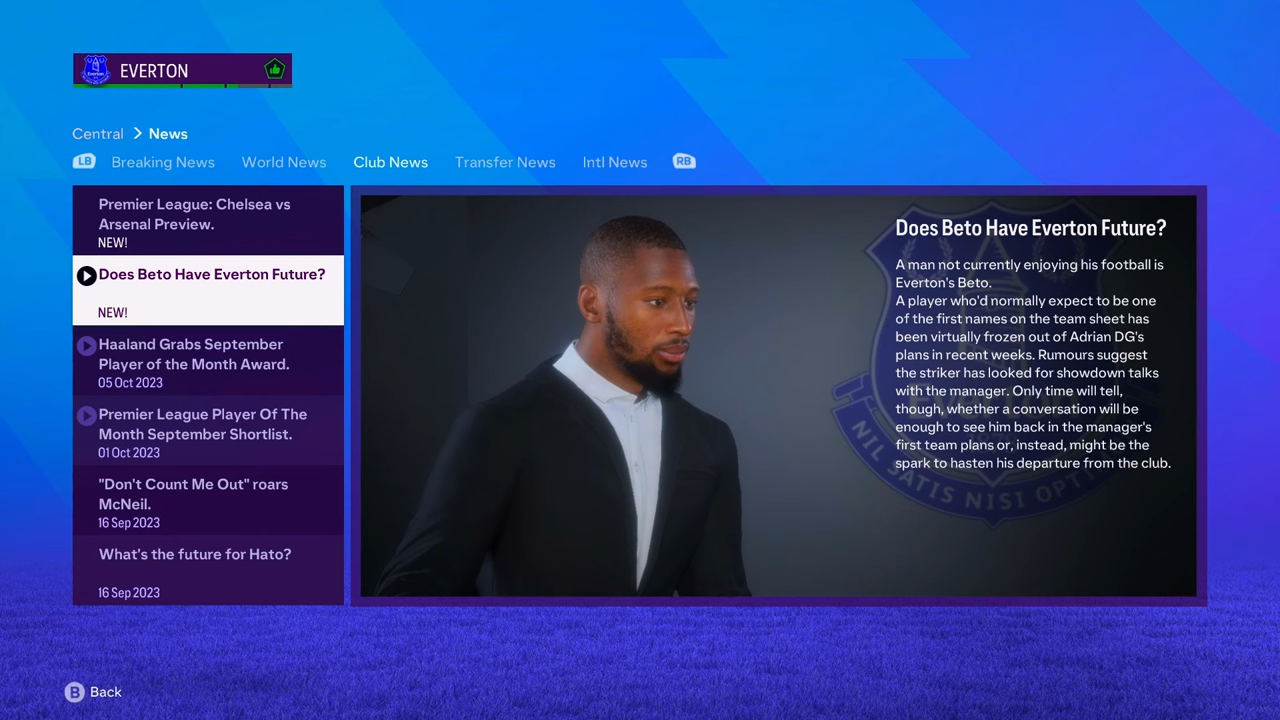 EVERTON
Central > News
LB Breaking News World News Club News Transfer News Intl News RB
Premier League: Chelsea vs
Arsenal Preview.
NEW!
Does Beto Have Everton Future?
NEW!
Haaland Grabs September
Player of the Month Award.
05 Oct 2023
Premier League Player Of The
Month September Shortlist.
01 Oct 2023
"Don't Count Me Out" roars
McNeil.
16 Sep 2023
What's the future for Hato?
16 Sep 2023
Does Beto Have Everton Future?
A man not currently enjoying his football is
Everton's Beto.
A player who'd normally expect to be one
of the first names on the team sheet has
been virtually frozen out of Adrian DG's
plans in recent weeks. Rumours suggest
the striker has looked for showdown talks
with the manager. Only time will tell,
though, whether a conversation will be
enough to see him back in the manager's
first team plans or, instead, might be the
spark to hasten his departure from the club.
NIL SATIS NISI
B Back